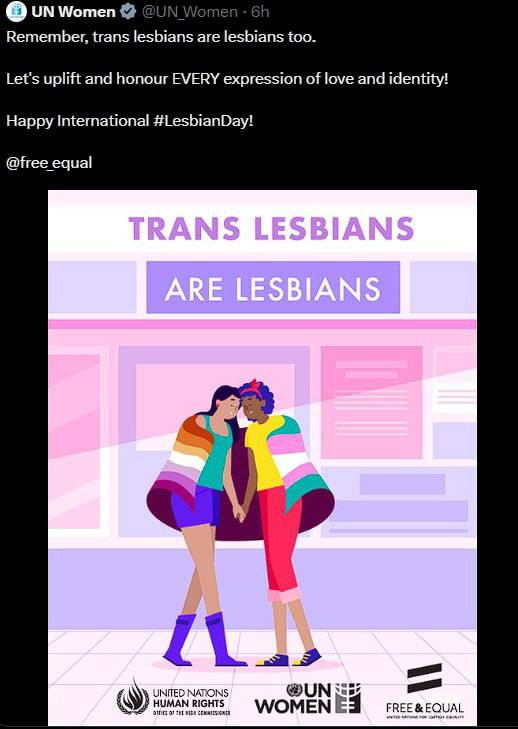 UN Women @UN_Women · 6h
Remember, trans lesbians are lesbians too.
Let's uplift and honour EVERY expression of love and identity!
Happy International #LesbianDay!
@free_equal
TRANS LESBIANS
ARE LESBIANS
UNITED NATIONS
HUMAN RIGHTS
OFFICE OF THE HIGH COMMISSIONER
UN
WOMEN
FREE & EQUAL
UNITED NATIONS FOR LGBTIQ+ EQUALITY